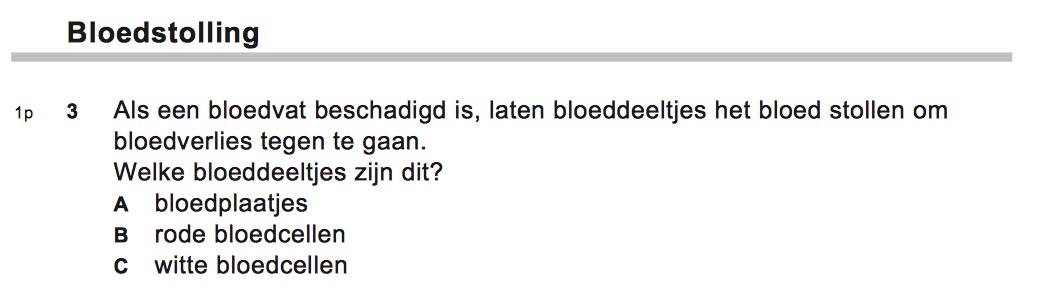 Bloedstolling
1p 3 Als een bloedvat beschadigd is, laten bloeddeeltjes het bloed stollen om
bloedverlies tegen te gaan.
Welke bloeddeeltjes zijn dit?
A bloedplaatjes
B rode bloedcellen
C witte bloedcellen